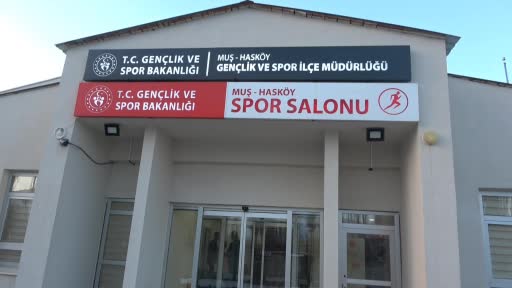 T.C. GENÇLİK VE
SPOR BAKANLIĞI
MUŞ - HASKÖY
GENÇLİK VE SPOR İLÇE MÜDÜRLÜĞÜ
T.C. GENÇLİK VE
SPOR BAKANLIĞI
MUŞ - HASKÖY
SPOR SALONU